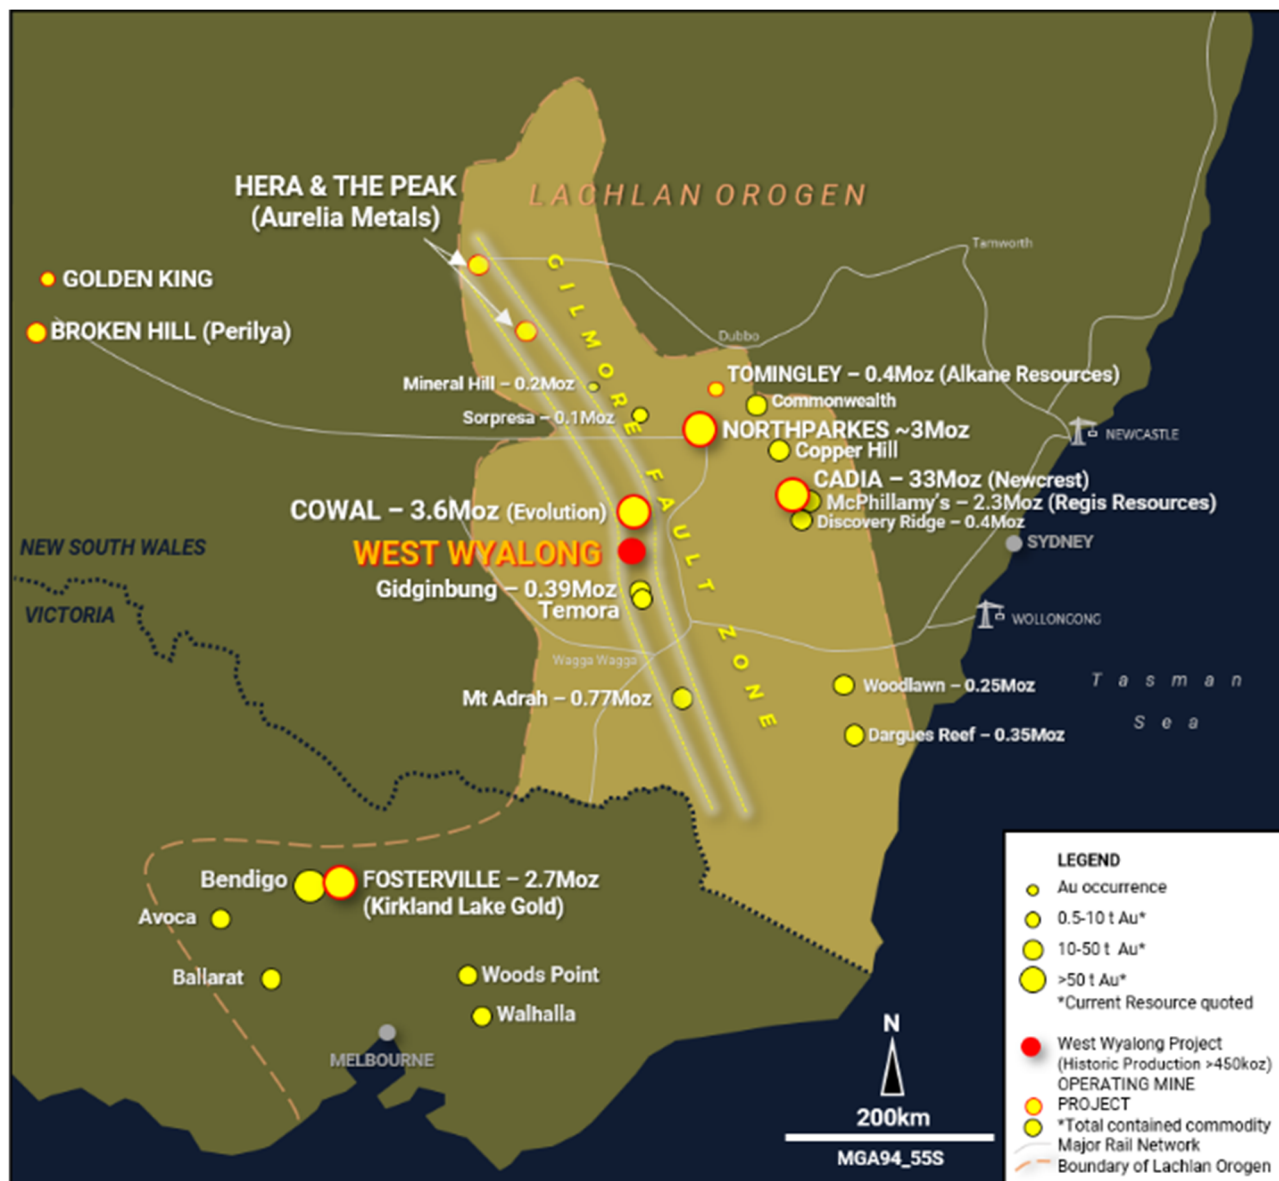 HERA & THE PEAK
(Aurelia Metals)
LACHLAN OROGEN
Tamworth
GOLDEN KING
BROKEN HILL (Perilya)
GILMORE FAULT ZONE
Dubbo
Mineral Hill – 0.2Moz
TOMINGLEY – 0.4Moz (Alkane Resources)
Commonwealth
Sorpresa – 0.1Moz
NORTHPARKES ~3Moz
NEWCASTLE
Copper Hill
CADIA – 33Moz (Newcrest)
McPhillamy's – 2.3Moz (Regis Resources)
COWAL – 3.6Moz (Evolution)
Discovery Ridge – 0.4Moz
SYDNEY
NEW SOUTH WALES
WEST WYALONG
VICTORIA
Gidginbung – 0.39Moz
Temora
WOLLONGONG
Wagga Wagga
Tasman
Sea
Mt Adrah – 0.77Moz
Woodlawn – 0.25Moz
Dargues Reef – 0.35Moz
Bendigo
FOSTERVILLE – 2.7Moz
(Kirkland Lake Gold)
Avoca
Ballarat
Woods Point
Walhalla
MELBOURNE
N
200km
MGA94_55S
LEGEND
Au occurrence
0.5-10 t Au*
10-50 t Au*
>50 t Au*
*Current Resource quoted
West Wyalong Project
(Historic Production >450koz)
OPERATING MINE
PROJECT
*Total contained commodity
Major Rail Network
Boundary of Lachlan Orogen